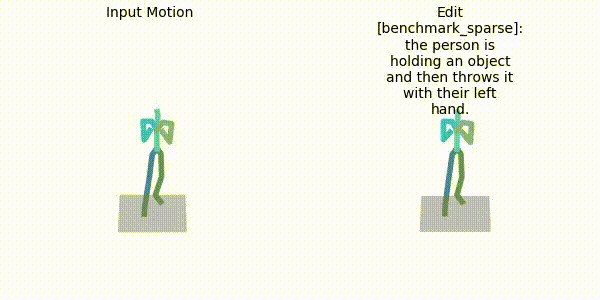 Input Motion
Edit
[benchmark_sparse]:
the person is
holding an object
and then throws it
with their left
hand.